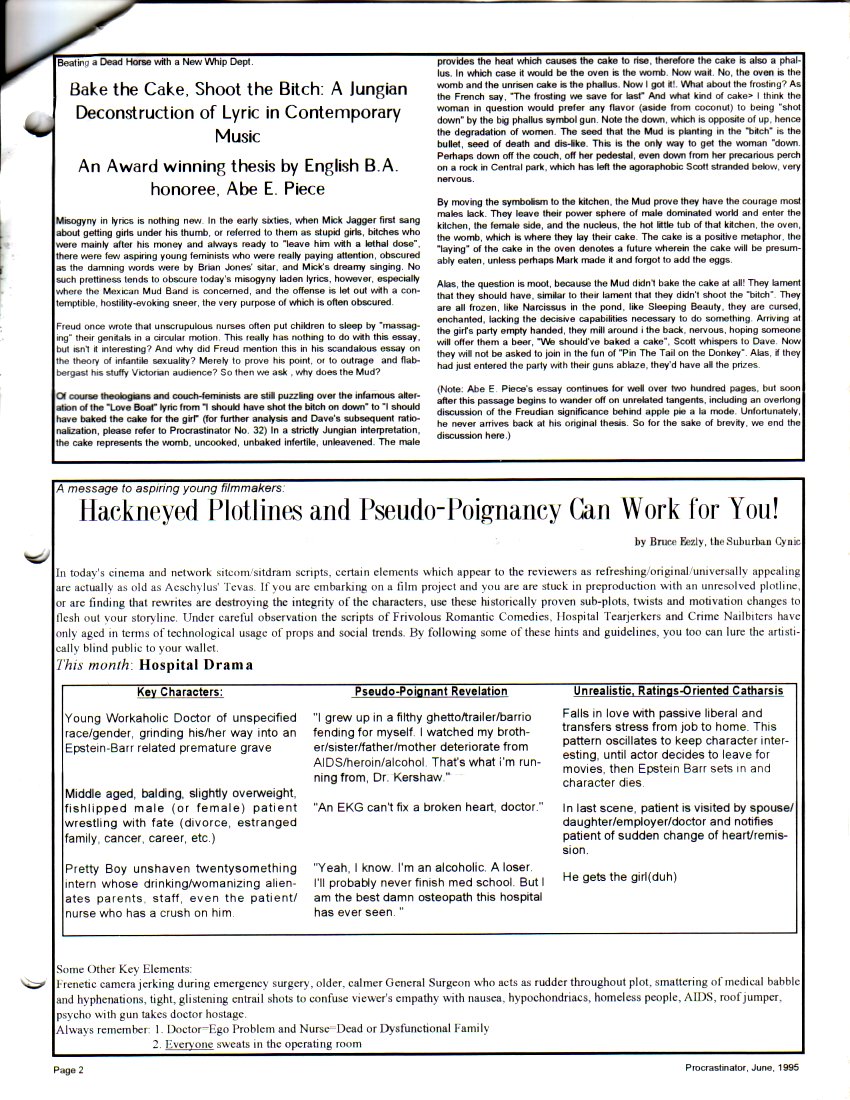 Beating a Dead Horse with a New Whip Dept.
Bake the Cake, Shoot the Bitch: A Jungian
Deconstruction of Lyric in Contemporary
Music
An Award winning thesis by English B.A.
honoree, Abe E. Piece
Misogyny in lyrics is nothing new. In the early sixties, when Mick Jagger first sang
about getting girls under his thumb, or referred to them as stupid girls, bitches who
were mainly after his money and always ready to "leave him with a lethal dose",
there were few aspiring young feminists who were really paying attention, obscured
as the damning words were by Brian Jones' sitar, and Mick's dreamy singing. No
such prettiness tends to obscure today's misogyny laden lyrics, however, especially
where the Mexican Mud Band is concerned, and the offense is let out with a con-
temptible, hostility-evoking sneer, the very purpose of which is often obscured.
Freud once wrote that unscrupulous nurses often put children to sleep by "massag-
ing" their genitals in a circular motion. This really has nothing to do with this essay,
but isn't it interesting? And why did Freud mention this in his scandalous essay on
the theory of infantile sexuality? Merely to prove his point, or to outrage and flab-
bergast his stuffy Victorian audience? So then we ask , why does the Mud?
Of course theologians and couch-feminists are still puzzling over the infamous alter-
ation of the "Love Boat" lyric from "I should have shot the bitch on down" to "I should
have baked the cake for the girl" (for further analysis and Dave's subsequent ratio-
nalization, please refer to Procrastinator No. 32) In a strictly Jungian interpretation,
the cake represents the womb, uncooked, unbaked infertile, unleavened. The male
provides the heat which causes the cake to rise, therefore the cake is also a phal-
lus. In which case it would be the oven is the womb. Now wait. No, the oven is the
womb and the unrisen cake is the phallus. Now I got it!. What about the frosting? As
the French say, "The frosting we save for last" And what kind of cake> I think the
woman in question would prefer any flavor (aside from coconut) to being "shot
down" by the big phallus symbol gun. Note the down, which is opposite of up, hence
the degradation of women. The seed that the Mud is planting in the "bitch" is the
bullet, seed of death and dis-like. This is the only way to get the woman "down.
Perhaps down off the couch, off her pedestal, even down from her precarious perch
on a rock in Central park, which has left the agoraphobic Scott stranded below, very
nervous.
By moving the symbolism to the kitchen, the Mud prove they have the courage most
males lack. They leave their power sphere of male dominated world and enter the
kitchen, the female side, and the nucleus, the hot little tub of that kitchen, the oven,
the womb, which is where they lay their cake. The cake is a positive metaphor, the
"laying" of the cake in the oven denotes a future wherein the cake will be presum-
ably eaten, unless perhaps Mark made it and forgot to add the eggs.
Alas, the question is moot, because the Mud didn't bake the cake at all! They lament
that they should have, similar to their lament that they didn't shoot the "bitch". They
are all frozen, like Narcissus in the pond, like Sleeping Beauty, they are cursed,
enchanted, lacking the decisive capabilities necessary to do something. Arriving at
the girl's party empty handed, they mill around i the back, nervous, hoping someone
will offer them a beer, "We should've baked a cake", Scott whispers to Dave. Now
they will not be asked to join in the fun of "Pin The Tail on the Donkey". Alas, if they
had just entered the party with their guns ablaze, they'd have all the prizes.
(Note: Abe E. Piece's essay continues for well over two hundred pages, but soon
after this passage begins to wander off on unrelated tangents, including an overlong
discussion of the Freudian significance behind apple pie a la mode. Unfortunately,
he never arrives back at his original thesis. So for the sake of brevity, we end the
discussion here.)
A message to aspiring young filmmakers:
Hackneyed Plotlines and Pseudo-Poignancy Can Work for You!
by Bruce Eezly, the Suburban Cynic
In today's cinema and network sitcom/sitdram scripts, certain elements which appear to the reviewers as refreshing/original/universally appealing
are actually as old as Aeschylus' Tevas. If you are embarking on a film project and you are are stuck in preproduction with an unresolved plotline,
or are finding that rewrites are destroying the integrity of the characters, use these historically proven sub-plots, twists and motivation changes to
flesh out your storyline. Under careful observation the scripts of Frivolous Romantic Comedies, Hospital Tearjerkers and Crime Nailbiters have
only aged in terms of technological usage of props and social trends. By following some of these hints and guidelines, you too can lure the artisti-
cally blind public to your wallet.
This month: Hospital Drama
Key Characters:
Young Workaholic Doctor of unspecified
race/gender, grinding his/her way into an
Epstein-Barr related premature grave
Middle aged, balding, slightly overweight,
fishlipped male (or female) patient
wrestling with fate (divorce, estranged
family, cancer, career, etc.)
Pretty Boy unshaven twentysomething
intern whose drinking/womanizing alien-
ates parents, staff, even the patient/
nurse who has a crush on him.
Pseudo-Poignant Revelation
"I grew up in a filthy ghetto/trailer/barrio
fending for myself. I watched my broth-
er/sister/father/mother deteriorate from
AIDS/heroin/alcohol. That's what i'm run-
ning from, Dr. Kershaw."
"An EKG can't fix a broken heart, doctor."
"Yeah, I know. I'm an alcoholic. A loser.
I'll probably never finish med school. But I
am the best damn osteopath this hospital
has ever seen. "
Unrealistic, Ratings-Oriented Catharsis
Falls in love with passive liberal and
transfers stress from job to home. This
pattern oscillates to keep character inter-
esting, until actor decides to leave for
movies, then Epstein Barr sets in and
character dies.
In last scene, patient is visited by spouse/
daughter/employer/doctor and notifies
patient of sudden change of heart/remis-
sion.
He gets the girl(duh)
Some Other Key Elements:
Frenetic camera jerking during emergency surgery, older, calmer General Surgeon who acts as rudder throughout plot, smattering of medical babble
and hyphenations, tight, glistening entrail shots to confuse viewer's empathy with nausea, hypochondriacs, homeless people, AIDS, roof jumper,
psycho with gun takes doctor hostage.
Always remember: 1. Doctor=Ego Problem and Nurse=Dead or Dysfunctional Family
2. Everyone sweats in the operating room
Page 2
Procrastinator, June, 1995